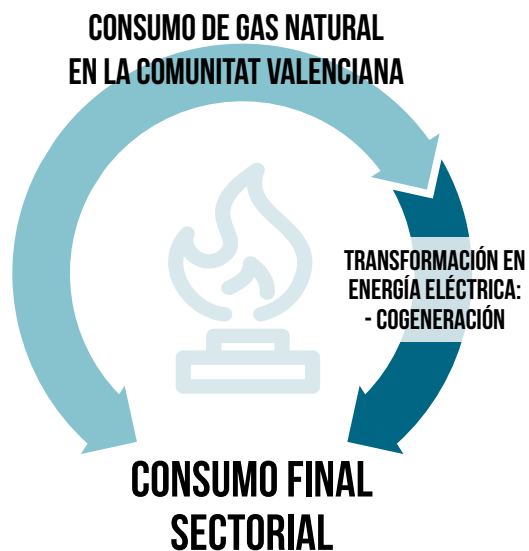 CONSUMO DE GAS NATURAL
EN LA COMUNITAT VALENCIANA
TRANSFORMACIÓN EN
ENERGÍA ELÉCTRICA:
- COGENERACIÓN
CONSUMO FINAL
SECTORIAL